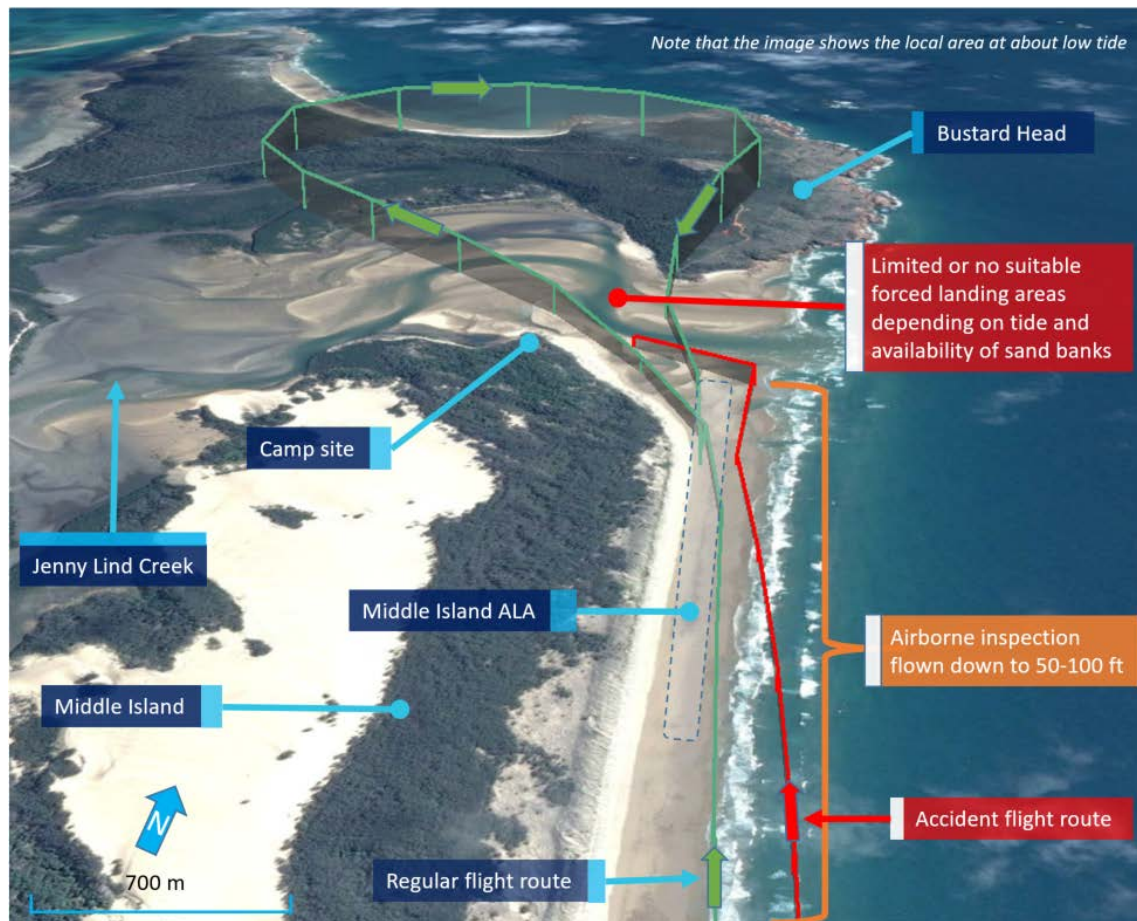 Note that the image shows the local area at about low tide
Bustard Head
Limited or no suitable
forced landing areas
depending on tide and
availability of sand banks
Camp site
Jenny Lind Creek
Middle Island ALA
Airborne inspection
flown down to 50-100 ft
Middle Island
N
Accident flight route
700 m
Regular flight route